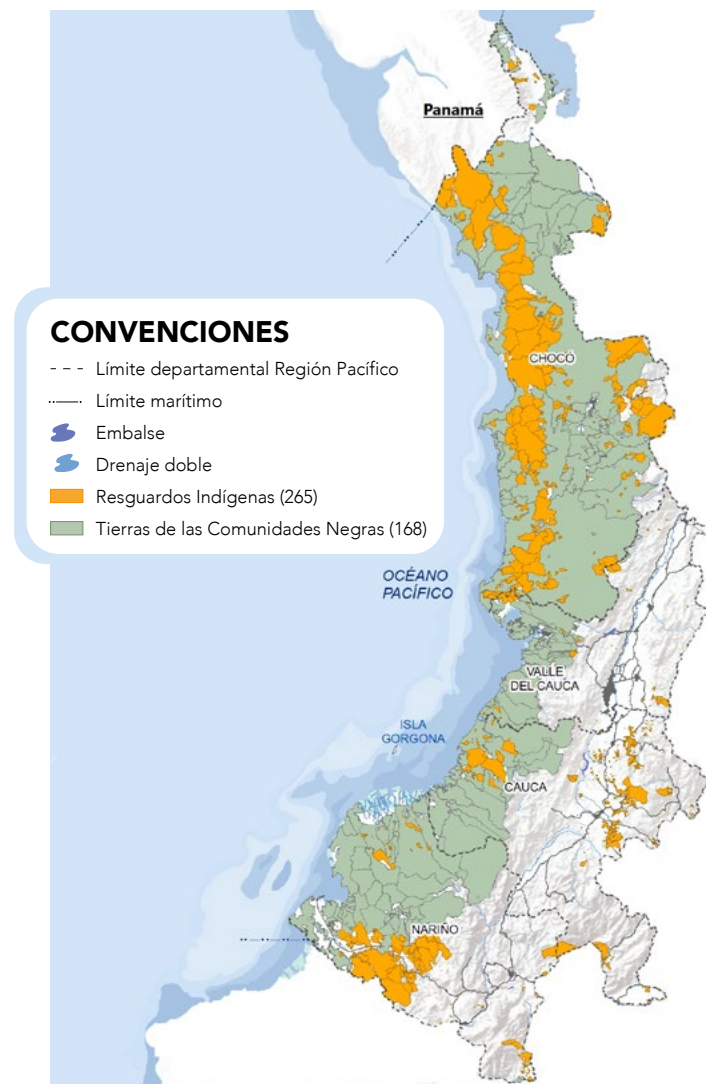 Panamá
CONVENCIONES
Límite departamental Región Pacífico
Límite marítimo
Embalse
Drenaje doble
Resguardos Indígenas (265)
Tierras de las Comunidades Negras (168)
CHOCÓ
OCÉANO
PACÍFICO
VALLE
DEL CAUCA
ISLA
GORGONA
CAUCA
NARIÑO